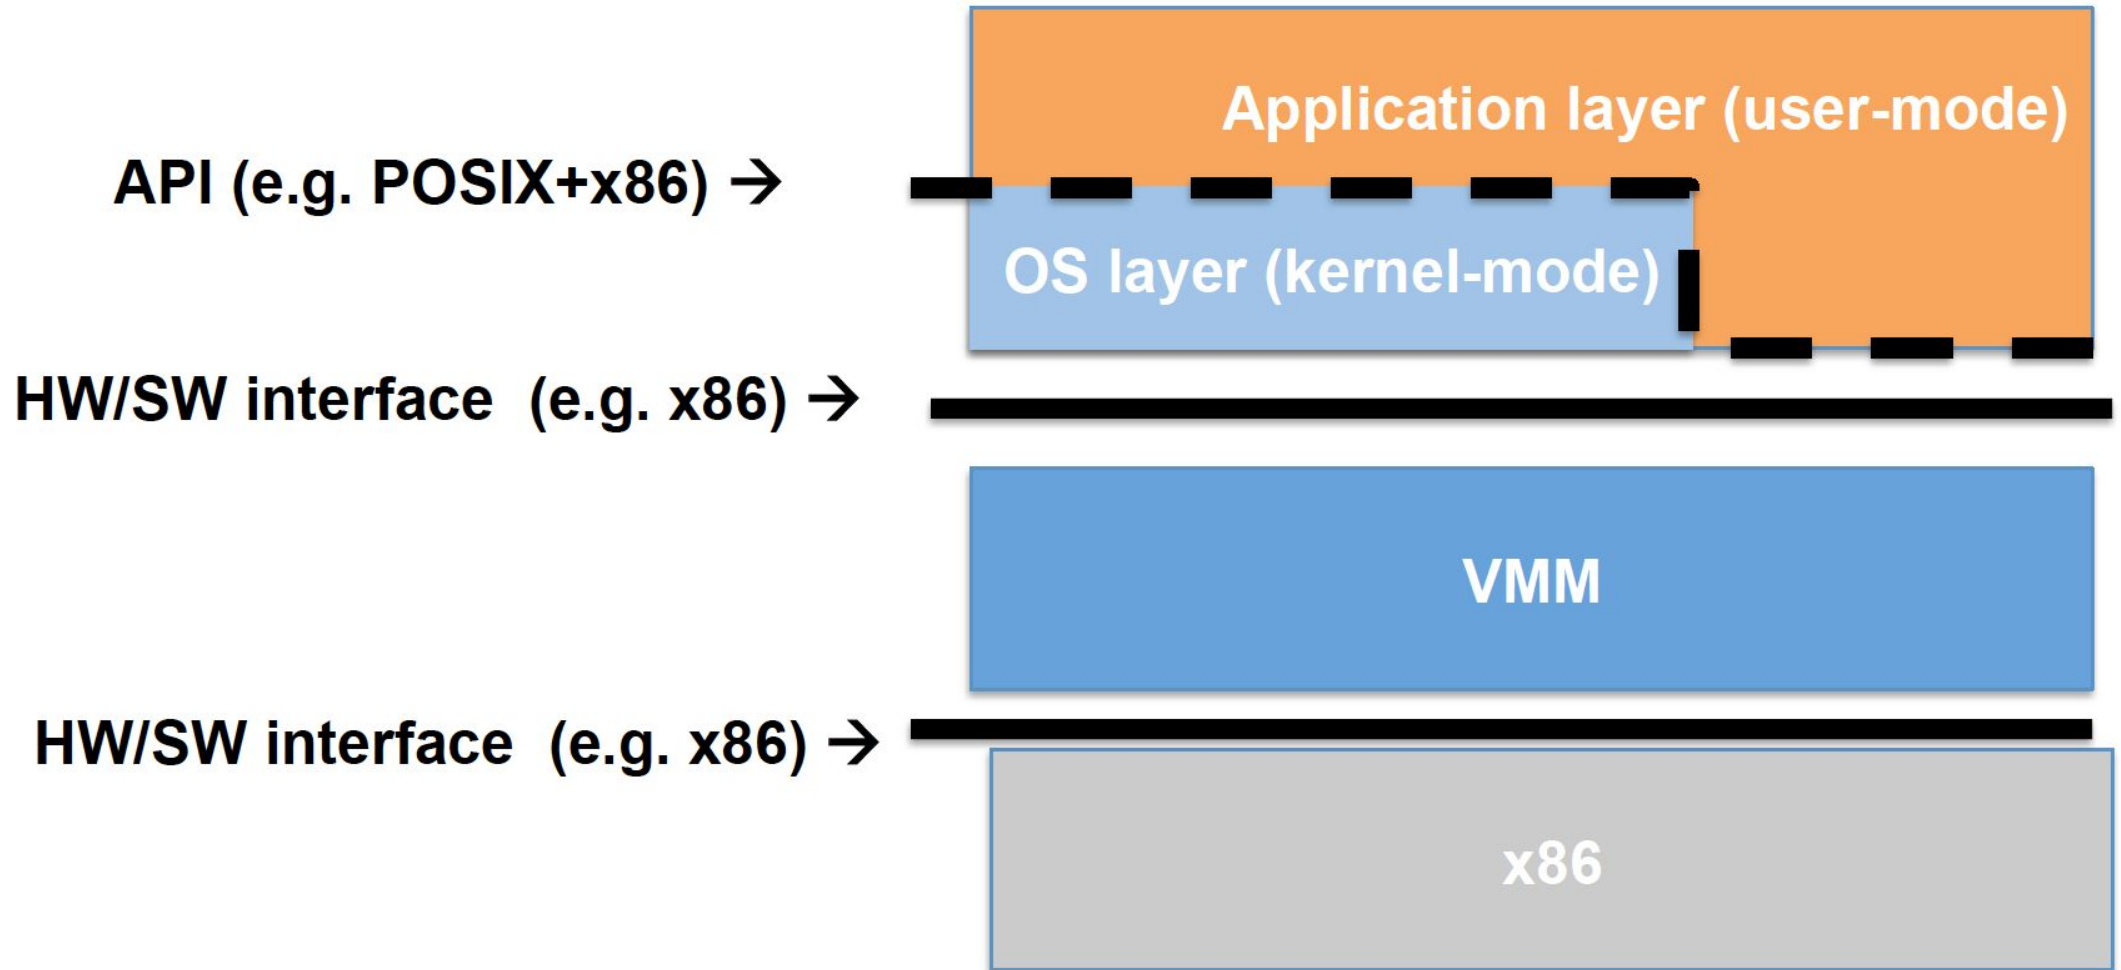 Application layer (user-mode)
API (e.g. POSIX+x86) →
OS layer (kernel-mode)
HW/SW interface  (e.g. x86) →
VMM
HW/SW interface  (e.g. x86) →
x86